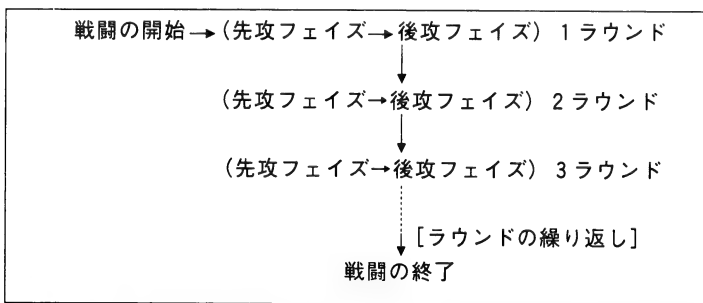 戦闘の開始→(先攻フェイズ→後攻フェイズ) 1ラウンド
(先攻フェイズ→後攻フェイズ) 2ラウンド
(先攻フェイズ→後攻フェイズ) 3ラウンド
[ラウンドの繰り返し]
戦闘の終了